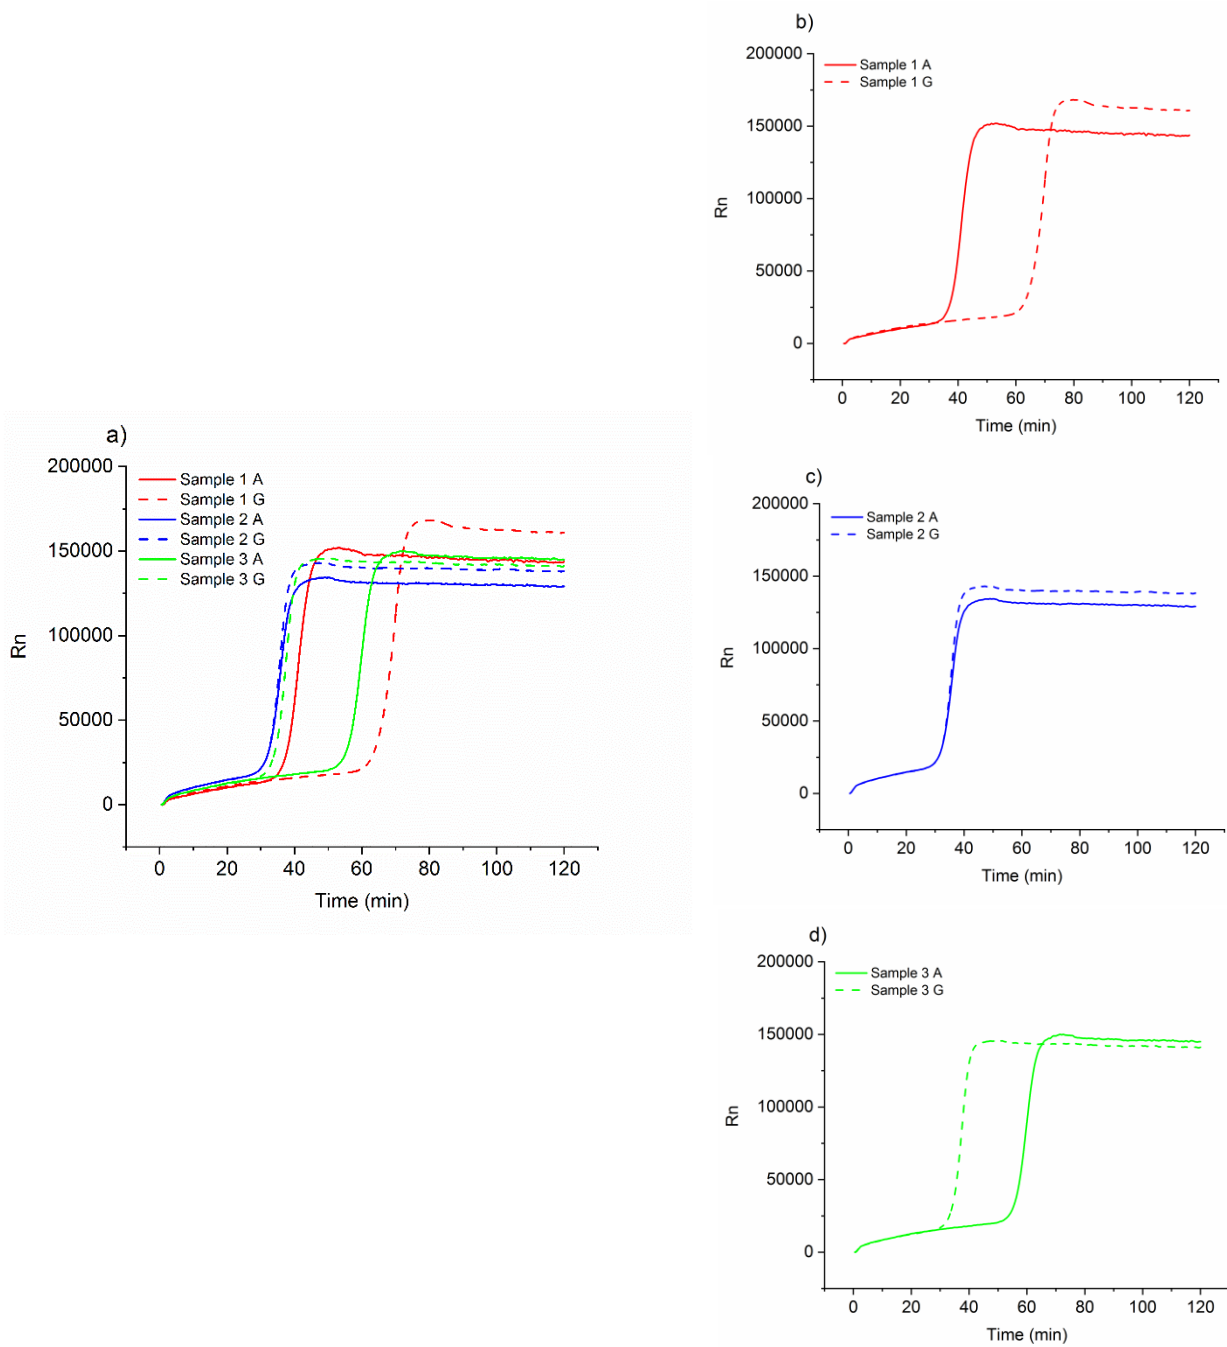 b)
200000
150000
100000
50000
0
Rn
Sample 1 A
Sample 1 G
0 20 40 60 80 100 120
Time (min)
a)
200000
150000
100000
50000
0
Rn
Sample 1 A
Sample 1 G
Sample 2 A
Sample 2 G
Sample 3 A
Sample 3 G
0 20 40 60 80 100 120
Time (min)
c)
200000
150000
100000
50000
0
Rn
Sample 2 A
Sample 2 G
0 20 40 60 80 100 120
Time (min)
d)
200000
150000
100000
50000
0
Rn
Sample 3 A
Sample 3 G
0 20 40 60 80 100 120
Time (min)